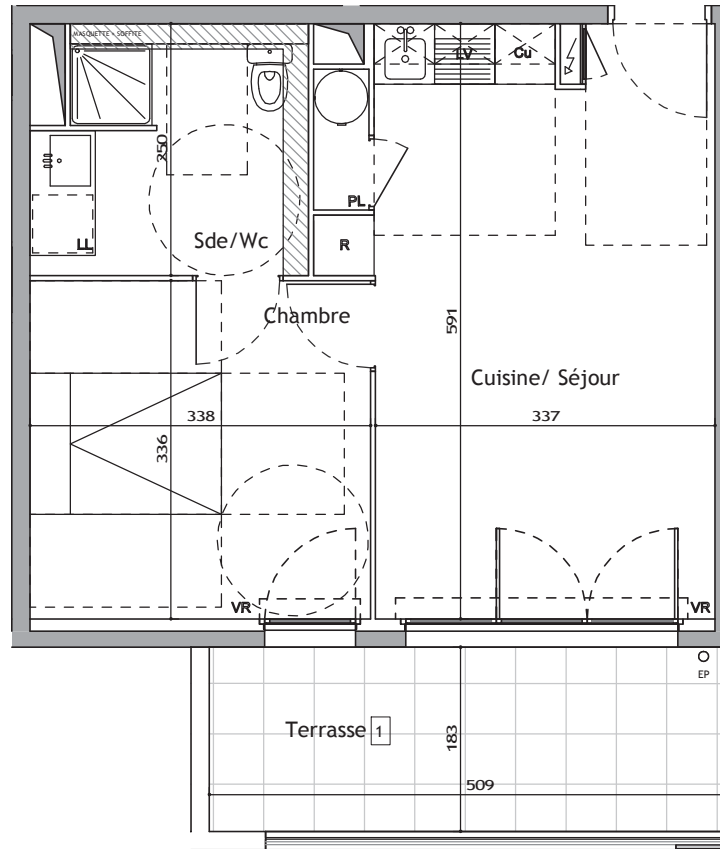 MASQUETTE + SOFFITE
LV
Cu
250
PL
LL
Sde/Wc
R
Chambre
591
Cuisine/ Séjour
338
337
336
VR
VR
EP
Terrasse 1
183
509